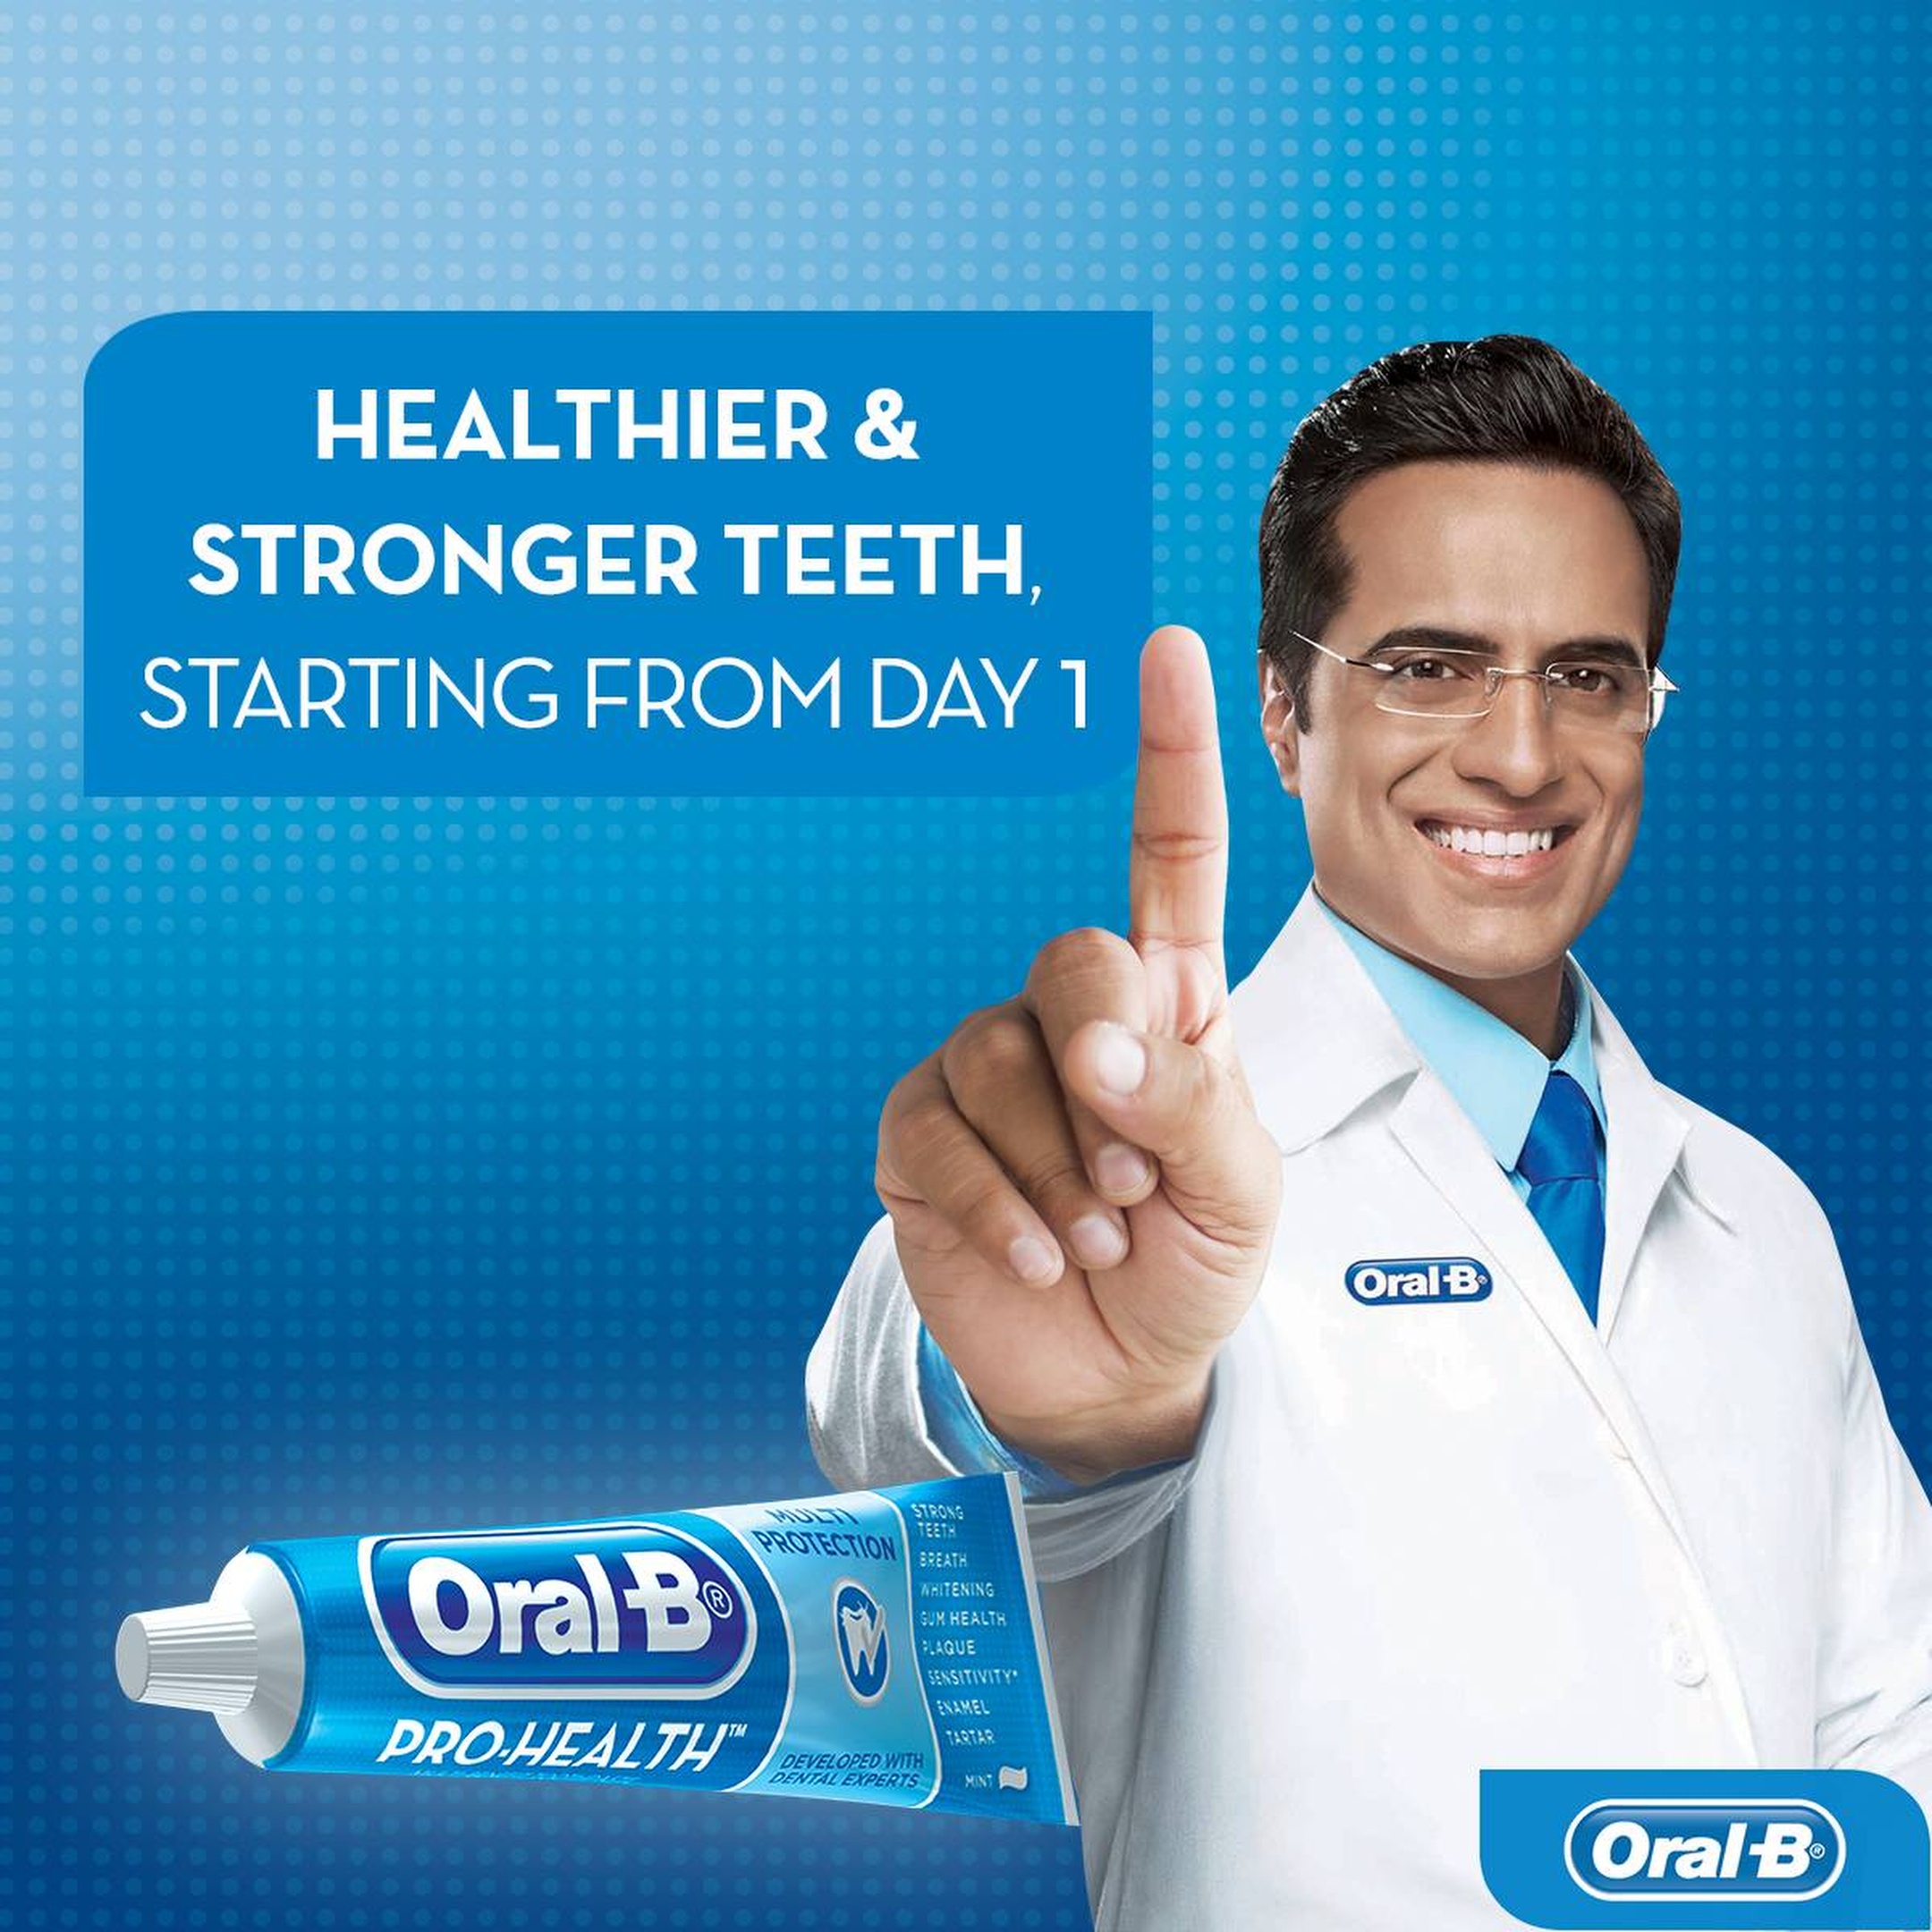 HEALTHIER &
STRONGER TEETH,
STARTING FROM DAY 1
Oral-B®
Oral-B®
PRO-HEALTH™
MULTI
PROTECTION
DEVELOPED WITH
DENTAL EXPERTS
STRONG
TEETH
BREATH
WHITENING
GUM HEALTH
PLAQUE
SENSITIVITY*
ENAMEL
TARTAR
MINT
Oral-B®